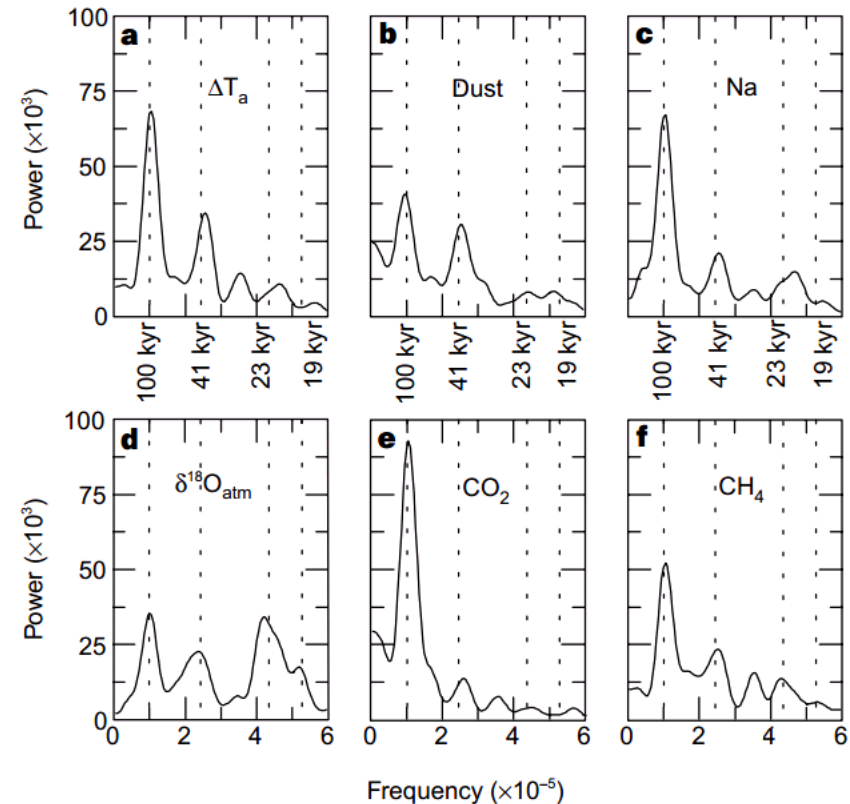 a
b
c
ΔTₐ
Dust
Na
100
75
50
25
0
Power (×10³)
100 kyr
41 kyr
23 kyr
19 kyr
100 kyr
41 kyr
23 kyr
19 kyr
100 kyr
41 kyr
23 kyr
19 kyr
d
e
f
δ¹⁸Oₐₜₘ
CO₂
CH₄
100
75
50
25
0
Power (×10³)
0 2 4 6
0 2 4 6
0 2 4 6
Frequency (×10⁻⁵)